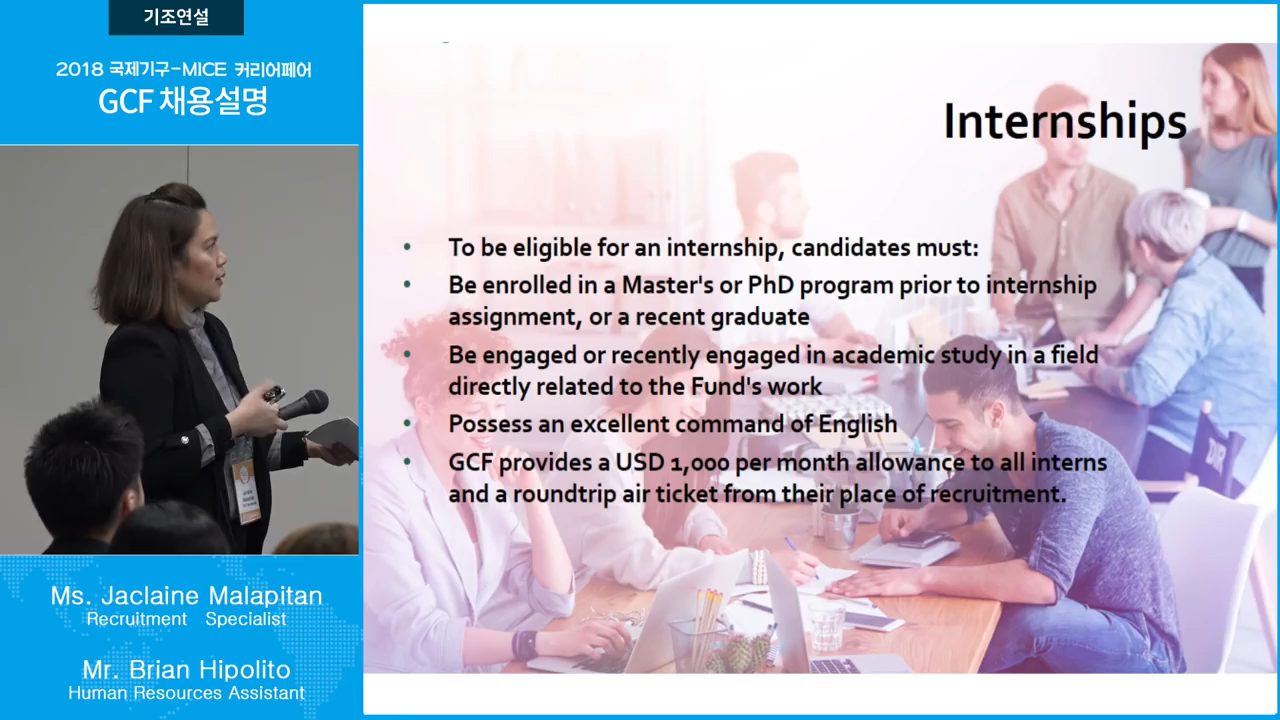 기조연설
2018 국제기구-MICE 커리어페어
GCF 채용설명
Ms. Jaclaine Malapitan
Recruitment Specialist
Mr. Brian Hipolito
Human Resources Assistant
Internships
• To be eligible for an internship, candidates must:
• Be enrolled in a Master's or PhD program prior to internship
assignment, or a recent graduate
• Be engaged or recently engaged in academic study in a field
directly related to the Fund's work
• Possess an excellent command of English
• GCF provides a USD 1,000 per month allowance to all interns
and a roundtrip air ticket from their place of recruitment.